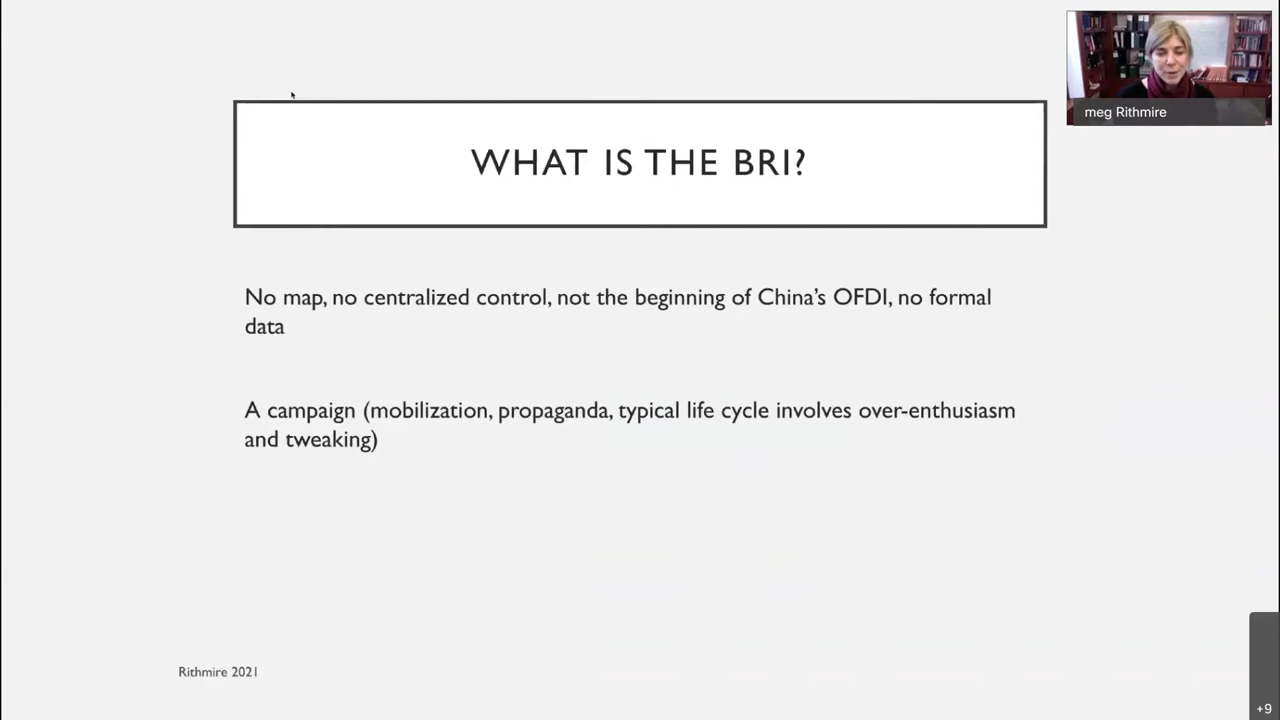 meg Rithmire
WHAT IS THE BRI?
No map, no centralized control, not the beginning of China’s OFDI, no formal
data
A campaign (mobilization, propaganda, typical life cycle involves over-enthusiasm
and tweaking)
Rithmire 2021
+9